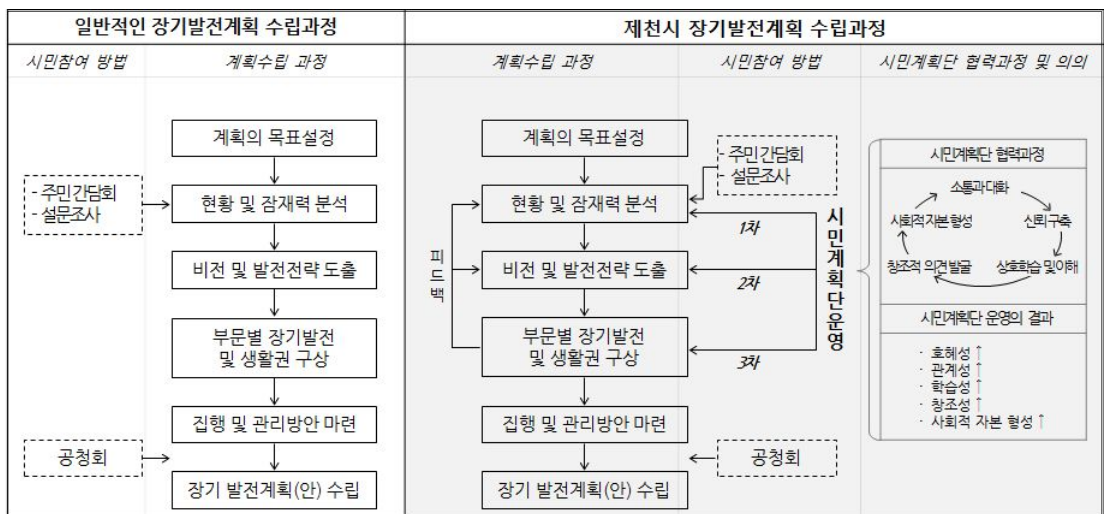 일반적인 장기발전계획 수립과정
시민참여 방법
계획수립 과정
계획의 목표설정
- 주민간담회
- 설문조사
현황 및 잠재력 분석
비전 및 발전전략 도출
부문별 장기발전
및 생활권 구상
집행 및 관리방안 마련
공청회
장기 발전계획(안) 수립
제천시 장기발전계획 수립과정
계획수립 과정
시민참여 방법
시민계획단 협력과정 및 의의
계획의 목표설정
- 주민간담회
- 설문조사
현황 및 잠재력 분석
1차
피드백
비전 및 발전전략 도출
2차
시민계획단운영
부문별 장기발전
및 생활권 구상
3차
집행 및 관리방안 마련
공청회
장기 발전계획(안) 수립
시민계획단 협력과정
소통과 대화
사회적 자본 형성
신뢰 구축
창조적 의견 발굴
상호학습 및 이해
시민계획단 운영의 결과
· 호혜성 ↑
· 관계성 ↑
· 학습성 ↑
· 창조성 ↑
· 사회적 자본 형성 ↑